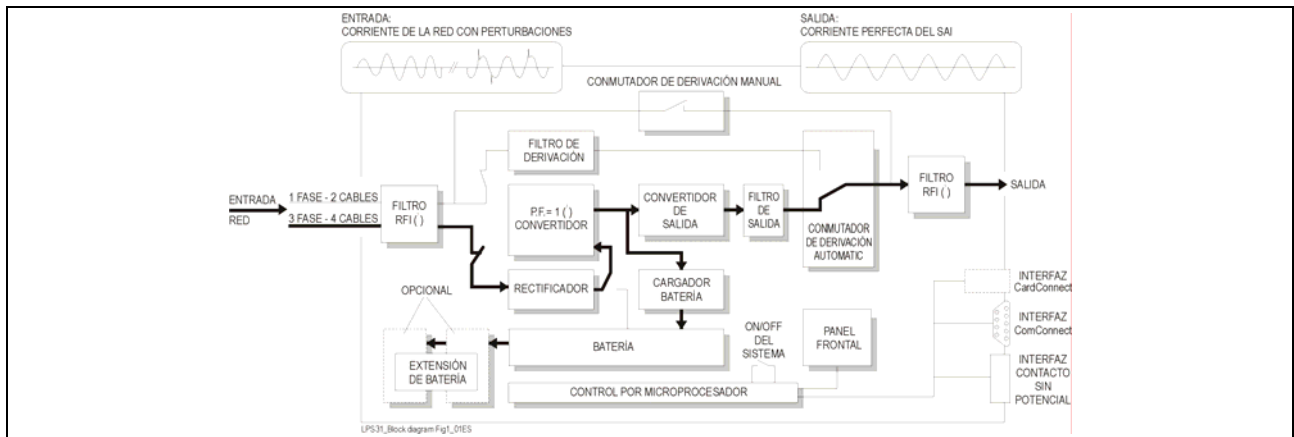 ENTRADA:
CORRIENTE DE LA RED CON PERTURBACIONES
SALIDA:
CORRIENTE PERFECTA DEL SAI
CONMUTADOR DE DERIVACIÓN MANUAL
FILTRO DE
DERIVACIÓN
ENTRADA
RED
1 FASE - 2 CABLES
3 FASE - 4 CABLES
FILTRO
RFI ( )
P.F.= 1 ( )
CONVERTIDOR
CONVERTIDOR
DE
SALIDA
FILTRO
DE
SALIDA
CONMUTADOR
DE DERIVACIÓN
AUTOMATIC
FILTRO
RFI ( )
SALIDA
RECTIFICADOR
CARGADOR
BATERÍA
OPCIONAL
EXTENSIÓN
DE BATERÍA
BATERÍA
ON/OFF
DEL
SISTEMA
PANEL
FRONTAL
CONTROL POR MICROPROCESADOR
INTERFAZ
CardConnect
INTERFAZ
ComConnect
INTERFAZ
CONTACTO
SIN
POTENCIAL
LPS31_Block diagram Fig1_01ES